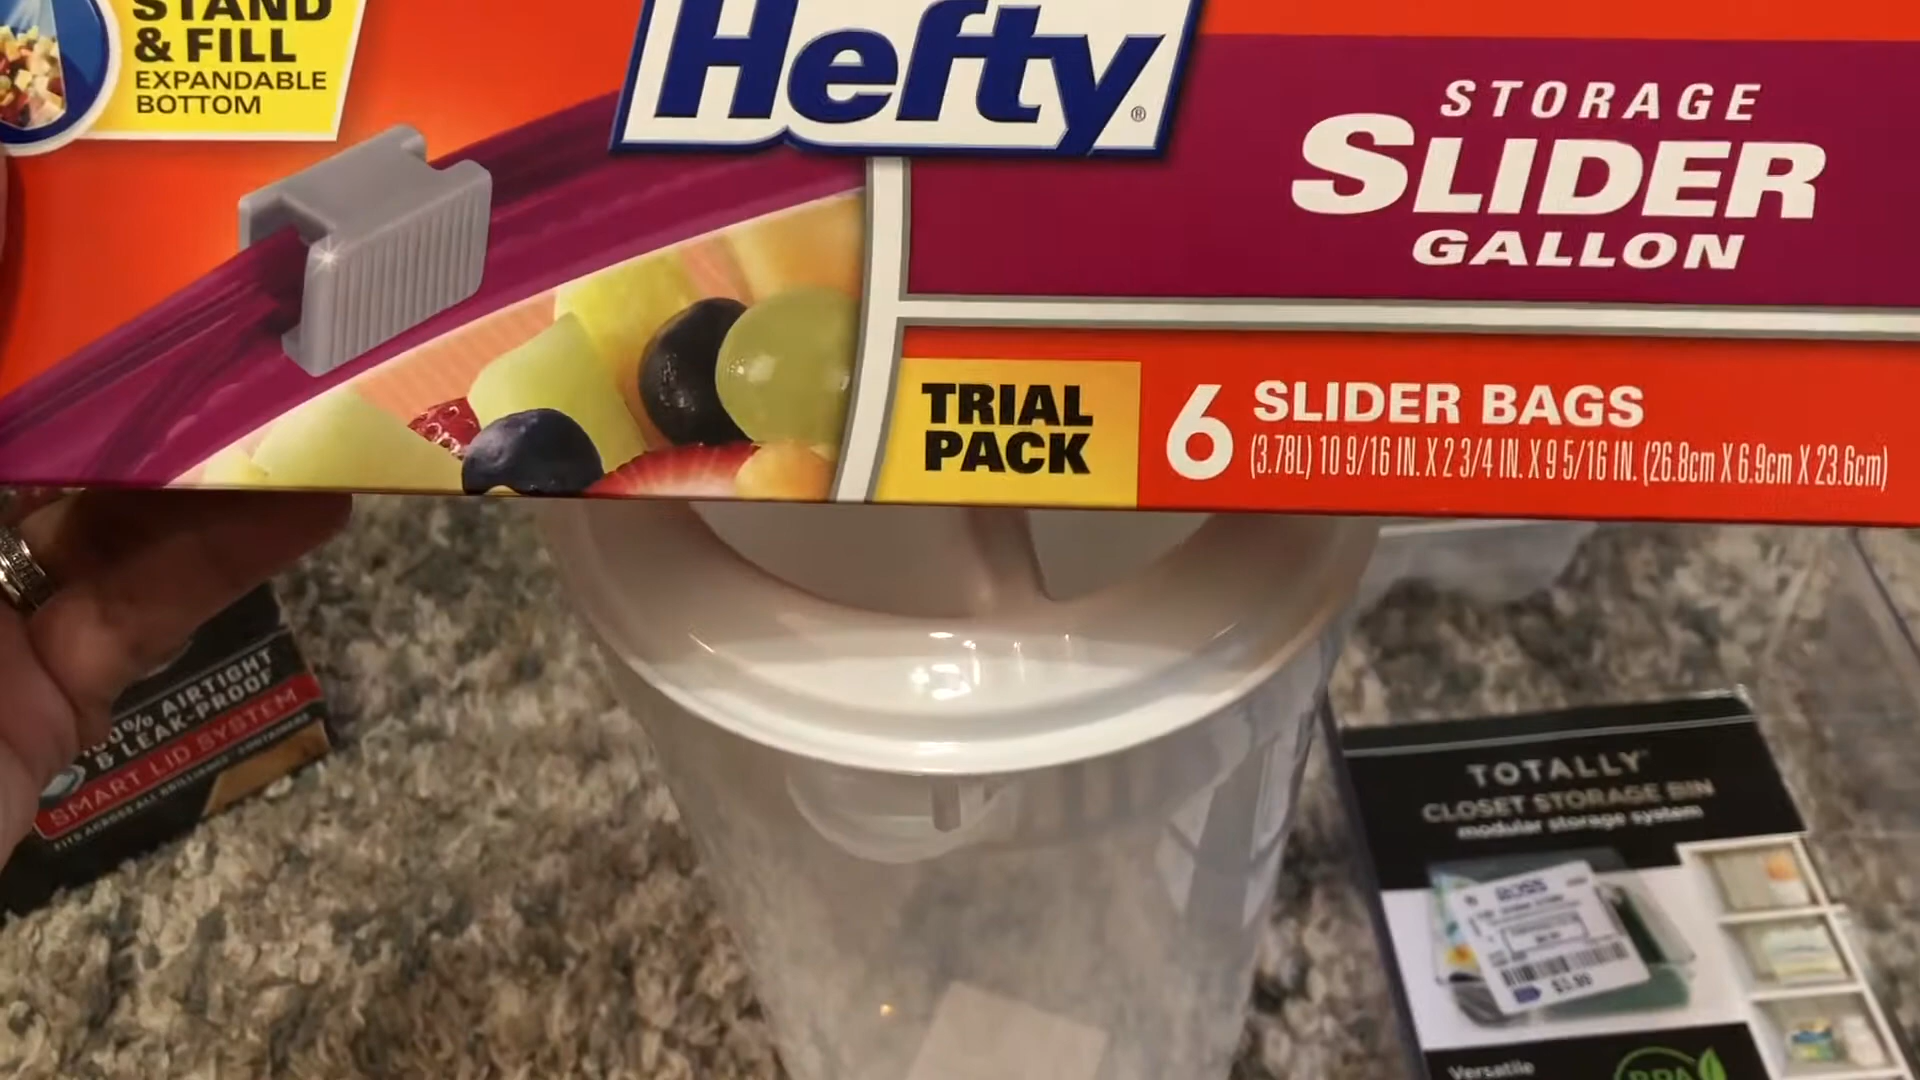 STAND
& FILL
EXPANDABLE
BOTTOM
Hefty®
STORAGE
SLIDER
GALLON
TRIAL
PACK
6 SLIDER BAGS
(3.78L) 10 9/16 IN. X 2 3/4 IN. X 9 5/16 IN. (26.8cm X 6.9cm X 23.6cm)
100% AIRTIGHT
& LEAK-PROOF
SMART LID SYSTEM
TOTALLY
CLOSET STORAGE BIN
modular storage system
ROSS
Versatile
BPA